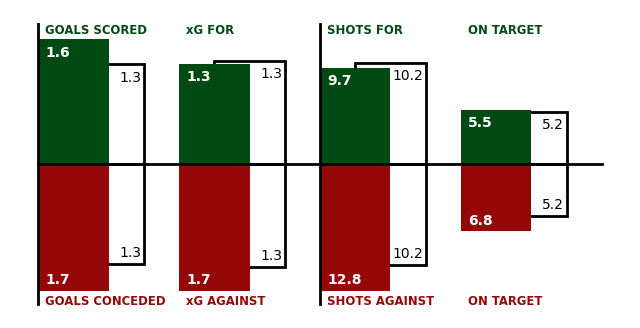 GOALS SCORED xG FOR SHOTS FOR ON TARGET
1.6 1.3 1.3 1.3 9.7 10.2 5.5 5.2
1.7 1.3 1.7 1.3 12.8 10.2 6.8 5.2
GOALS CONCEDED xG AGAINST SHOTS AGAINST ON TARGET